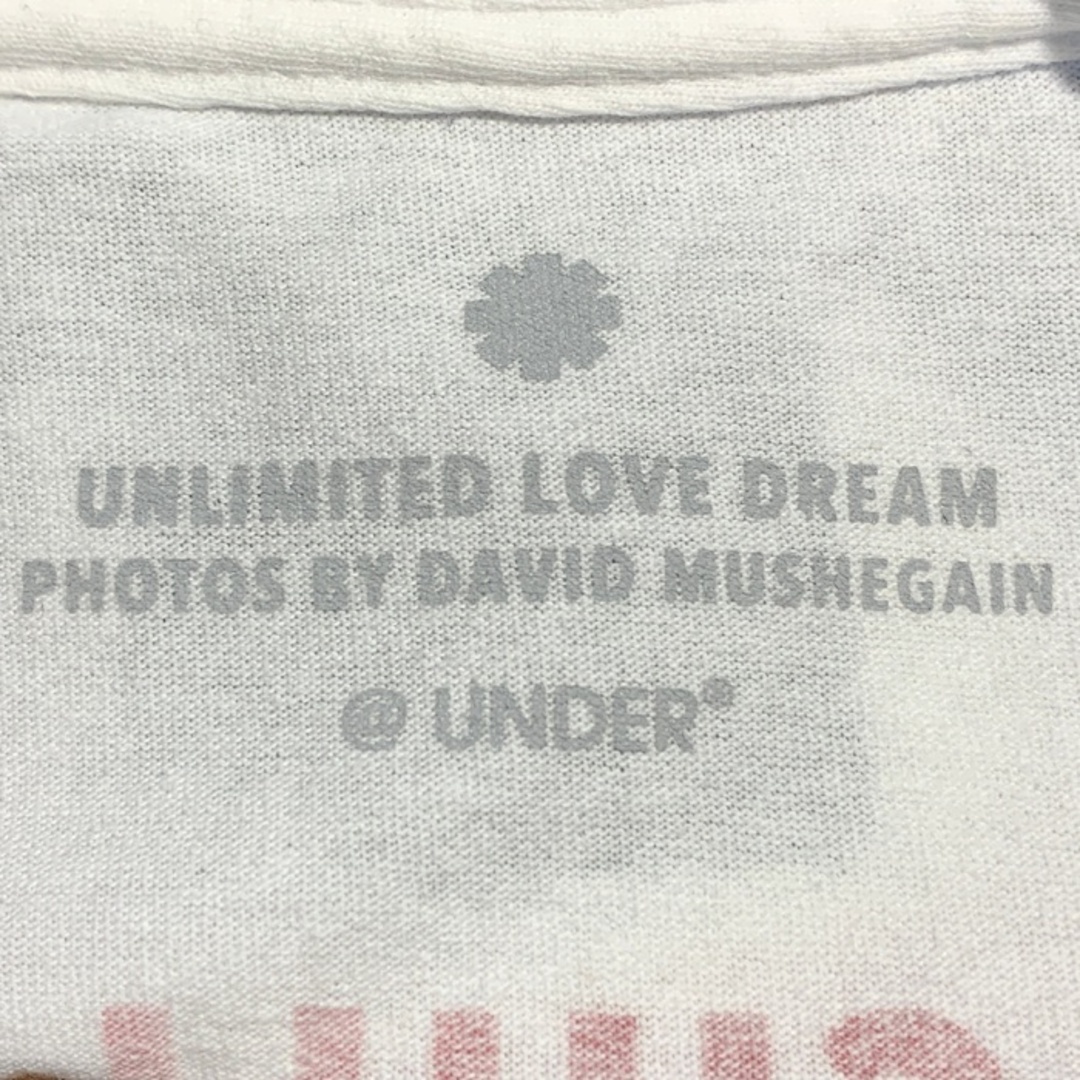 UNLIMITED LOVE DREAM
PHOTOS BY DAVID MUSHEGAIN
@ UNDER®